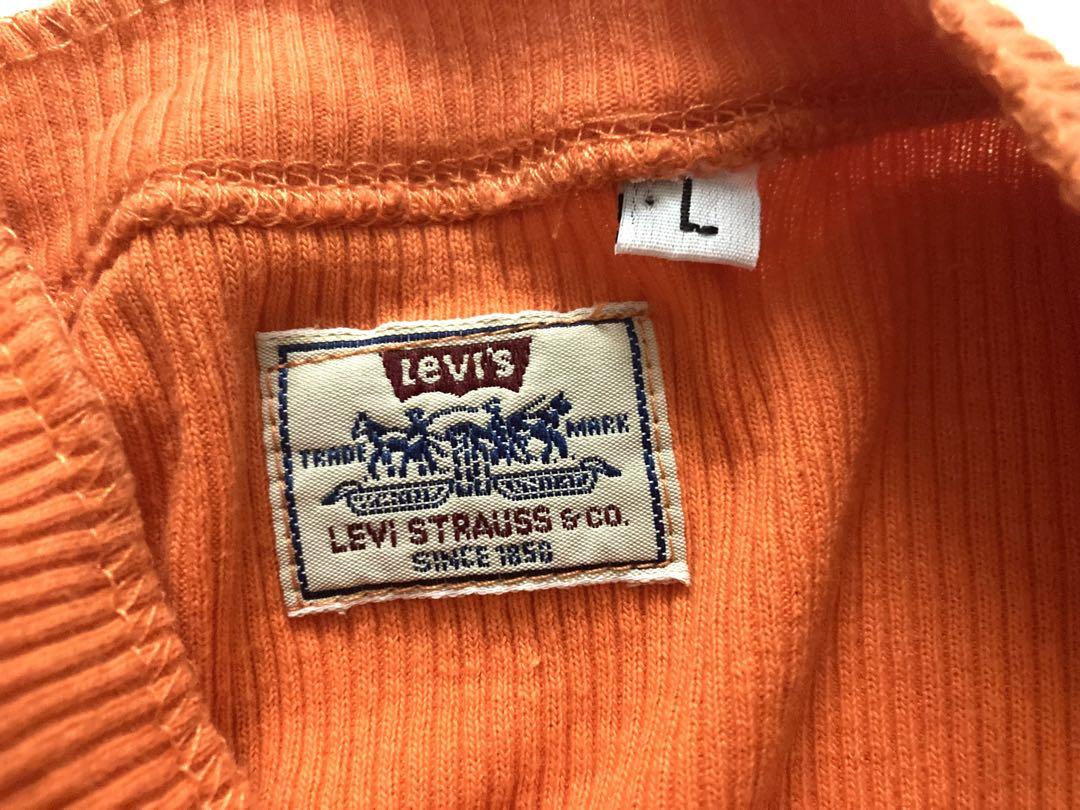 L
Levi's
TRADE MARK
LEVI STRAUSS & CO.
SINCE 1850